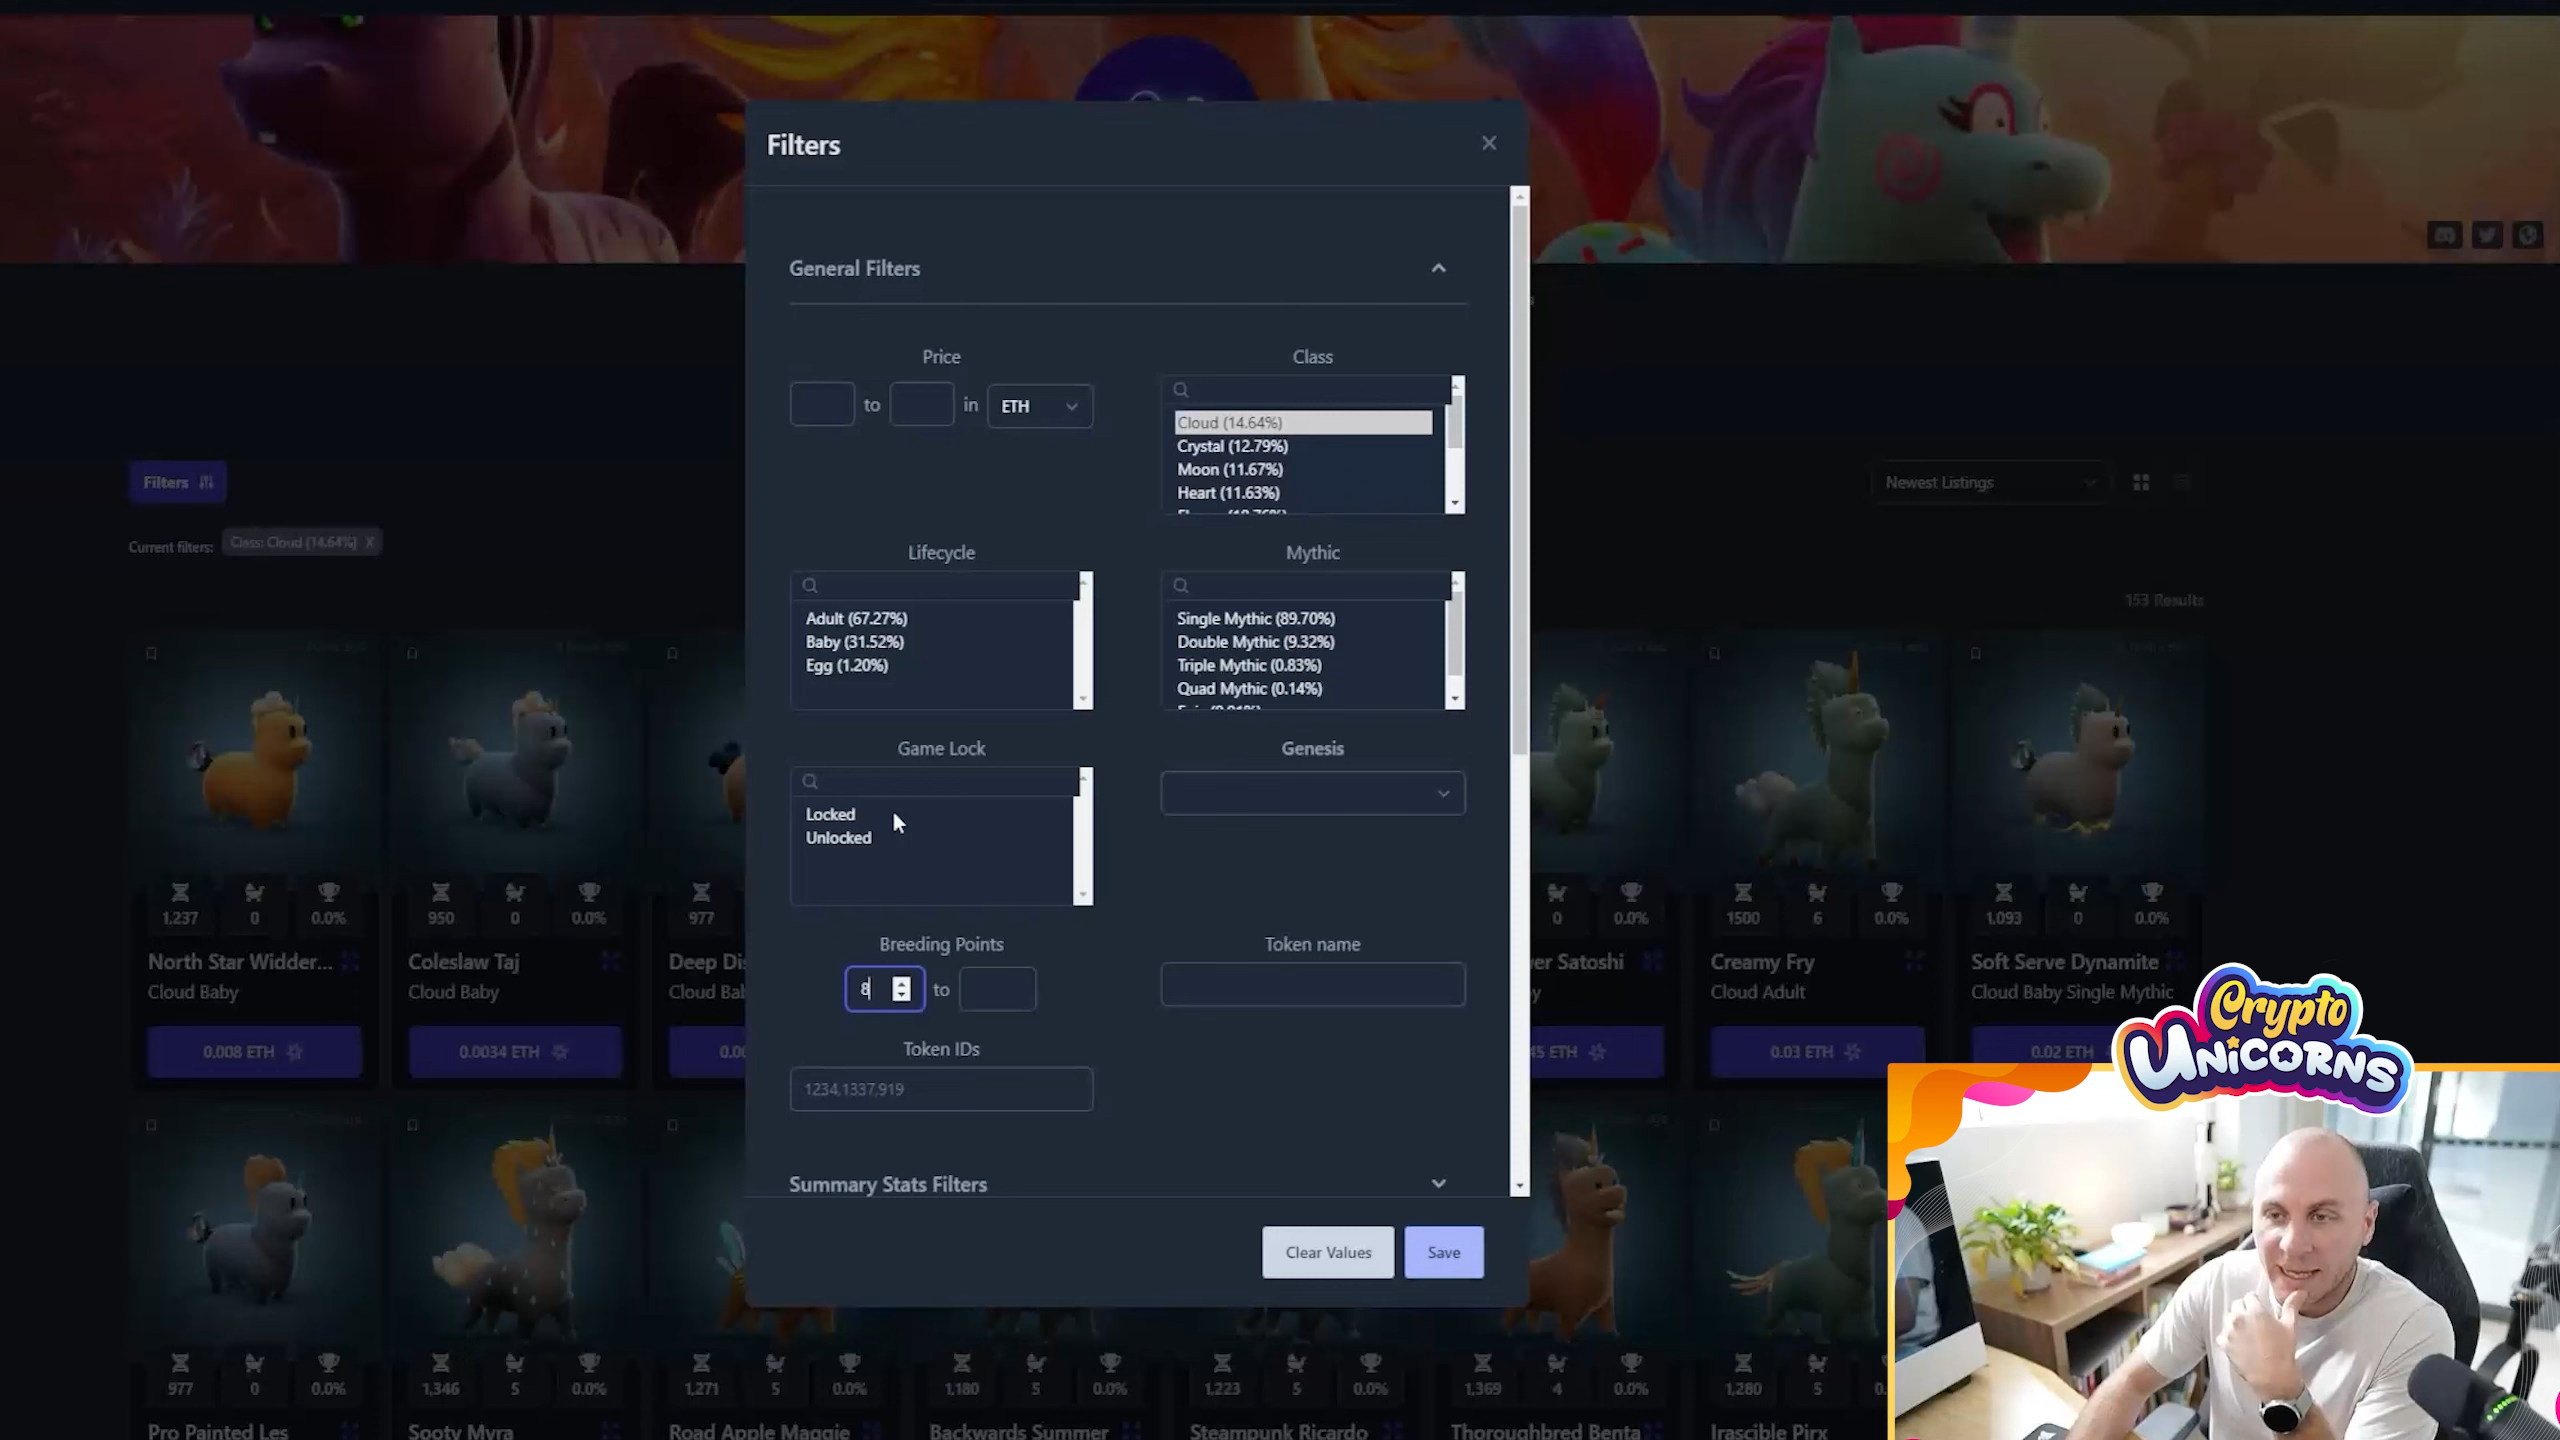 Filters
General Filters
Price
to
in
ETH
Class
Cloud (14.64%)
Crystal (12.79%)
Moon (11.67%)
Heart (11.63%)
Lifecycle
Adult (67.27%)
Baby (31.52%)
Egg (1.20%)
Mythic
Single Mythic (89.70%)
Double Mythic (9.32%)
Triple Mythic (0.83%)
Quad Mythic (0.14%)
Game Lock
Locked
Unlocked
Genesis
Breeding Points
8 to
Token name
Token IDs
1234,1337,919
Summary Stats Filters
Clear Values
Save
Filters
Newest Listings
Current filters: Class: Cloud (14.64%) X
153 Results
1,237 0 0.0%
950 0 0.0%
977
0 0.0%
1500 6 0.0%
1,093 0 0.0%
North Star Widder...
Cloud Baby
0.008 ETH
Coleslaw Taj
Cloud Baby
0.0034 ETH
Satoshi
Creamy Fry
Cloud Adult
0.03 ETH
Soft Serve Dynamite
Cloud Baby Single Mythic
0.02 ETH
977 0 0.0%
1,346 5 0.0%
1,271 5 0.0%
1,180 5 0.0%
1,223 5 0.0%
1,369 4 0.0%
1,280 5
Pro Painted Les
Sooty Myra
Road Apple Maggie
Backwards Summer
Steampunk Ricardo
Thoroughbred Benta
Irascible Pirx
Crypto
Unicorns